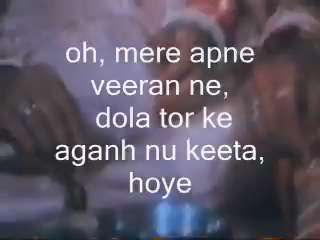 oh, mere apne
veeran ne,
dola tor ke
aganh nu keeta,
hoye